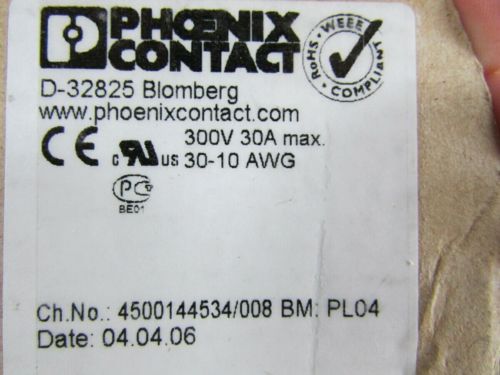 PHOENIX
CONTACT
RoHS · WEEE
COMPLIANT
D-32825 Blomberg
www.phoenixcontact.com
CE c RU us 300V 30A max.
30-10 AWG
PC
BE01
Ch.No.: 4500144534/008 BM: PL04
Date: 04.04.06